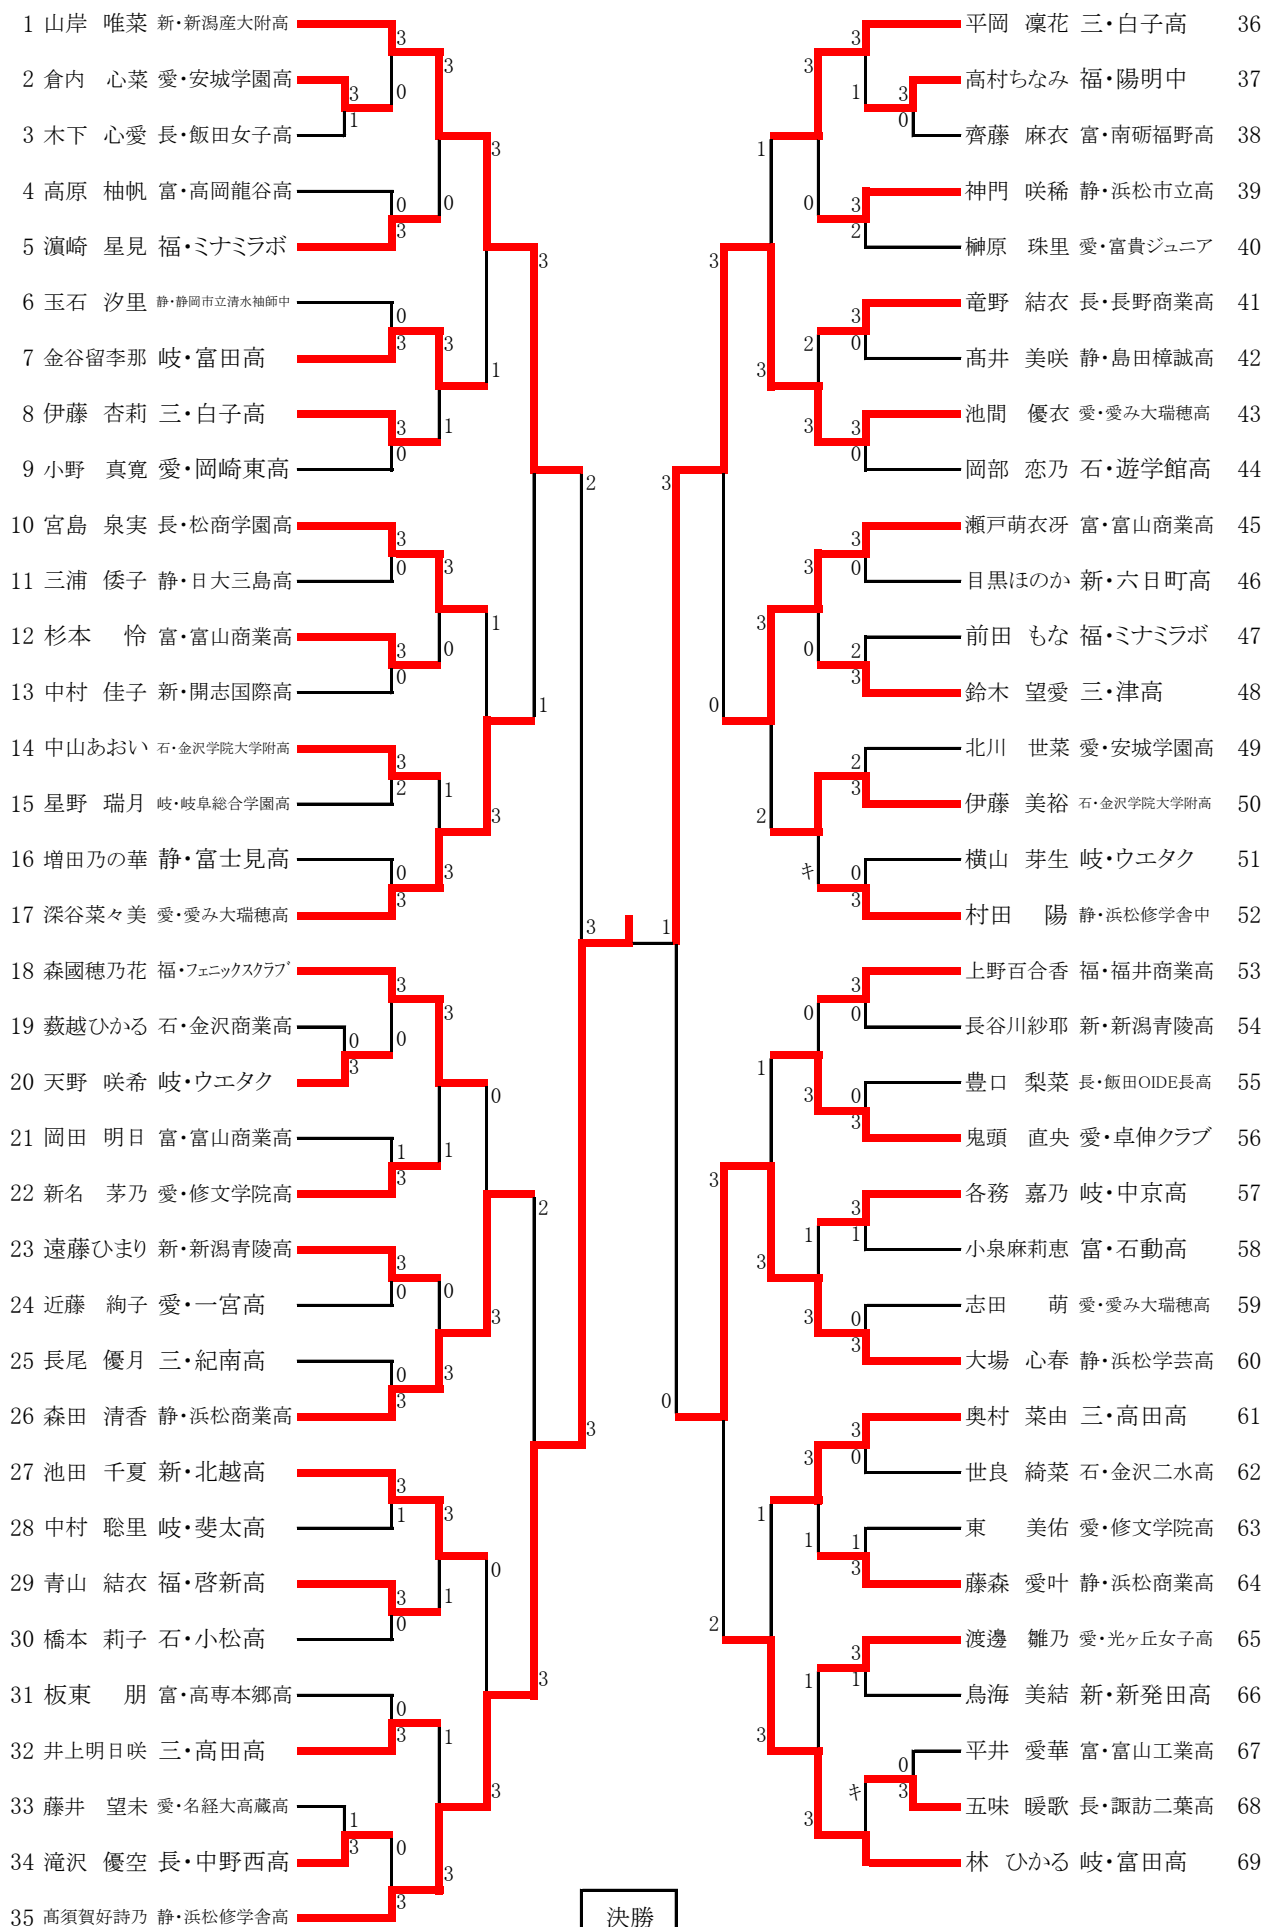 1 山岸 唯菜 新・新潟産大附高
2 倉内 心菜 愛・安城学園高
3 木下 心愛 長・飯田女子高
4 高原 柚帆 富・高岡龍谷高
5 濵崎 星見 福・ミナミラボ
6 玉石 汐里 静・静岡市立清水袖師中
7 金谷留李那 岐・富田高
8 伊藤 杏莉 三・白子高
9 小野 真寛 愛・岡崎東高
10 宮島 泉実 長・松商学園高
11 三浦 倭子 静・日大三島高
12 杉本 怜 富・富山商業高
13 中村 佳子 新・開志国際高
14 中山あおい 石・金沢学院大学附高
15 星野 瑞月 岐・岐阜総合学園高
16 増田乃の華 静・富士見高
17 深谷菜々美 愛・愛み大瑞穂高
18 森國穂乃花 福・フェニックスクラブ
19 薮越ひかる 石・金沢商業高
20 天野 咲希 岐・ウエタク
21 岡田 明日 富・富山商業高
22 新名 茅乃 愛・修文学院高
23 遠藤ひまり 新・新潟青陵高
24 近藤 絢子 愛・一宮高
25 長尾 優月 三・紀南高
26 森田 清香 静・浜松商業高
27 池田 千夏 新・北越高
28 中村 聡里 岐・斐太高
29 青山 結衣 福・啓新高
30 橋本 莉子 石・小松高
31 板東 朋 富・高専本郷高
32 井上明日咲 三・高田高
33 藤井 望未 愛・名経大高蔵高
34 滝沢 優空 長・中野西高
35 髙須賀好詩乃 静・浜松修学舎高
平岡 凜花 三・白子高 36
高村ちなみ 福・陽明中 37
齊藤 麻衣 富・南砺福野高 38
神門 咲稀 静・浜松市立高 39
榊原 珠里 愛・富貴ジュニア 40
竜野 結衣 長・長野商業高 41
髙井 美咲 静・島田樟誠高 42
池間 優衣 愛・愛み大瑞穂高 43
岡部 恋乃 石・遊学館高 44
瀬戸萌衣冴 富・富山商業高 45
目黒ほのか 新・六日町高 46
前田 もな 福・ミナミラボ 47
鈴木 望愛 三・津高 48
北川 世菜 愛・安城学園高 49
伊藤 美裕 石・金沢学院大学附高 50
横山 芽生 岐・ウエタク 51
村田 陽 静・浜松修学舎中 52
上野百合香 福・福井商業高 53
長谷川紗耶 新・新潟青陵高 54
豊口 梨菜 長・飯田OIDE長高 55
鬼頭 直央 愛・卓伸クラブ 56
各務 嘉乃 岐・中京高 57
小泉麻莉恵 富・石動高 58
志田 萌 愛・愛み大瑞穂高 59
大場 心春 静・浜松学芸高 60
奥村 菜由 三・高田高 61
世良 綺菜 石・金沢二水高 62
東 美佑 愛・修文学院高 63
藤森 愛叶 静・浜松商業高 64
渡邊 雛乃 愛・光ヶ丘女子高 65
鳥海 美結 新・新発田高 66
平井 愛華 富・富山工業高 67
五味 暖歌 長・諏訪二葉高 68
林 ひかる 岐・富田高 69
決勝